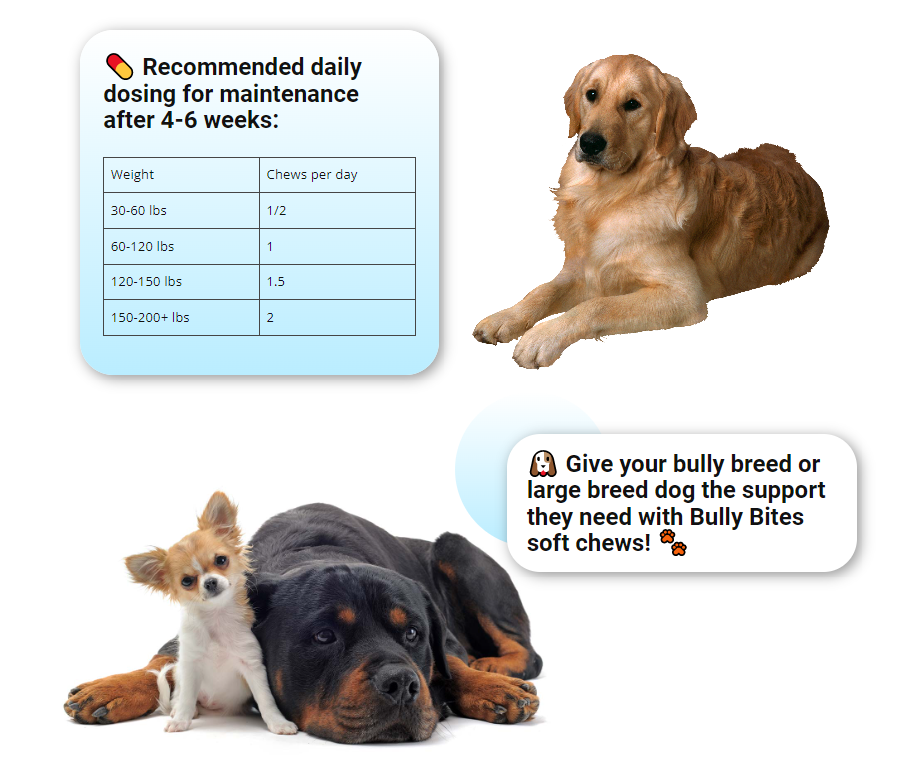 Recommended daily
dosing for maintenance
after 4-6 weeks:
Weight Chews per day
30-60 lbs 1/2
60-120 lbs 1
120-150 lbs 1.5
150-200+ lbs 2
Give your bully breed or
large breed dog the support
they need with Bully Bites
soft chews!